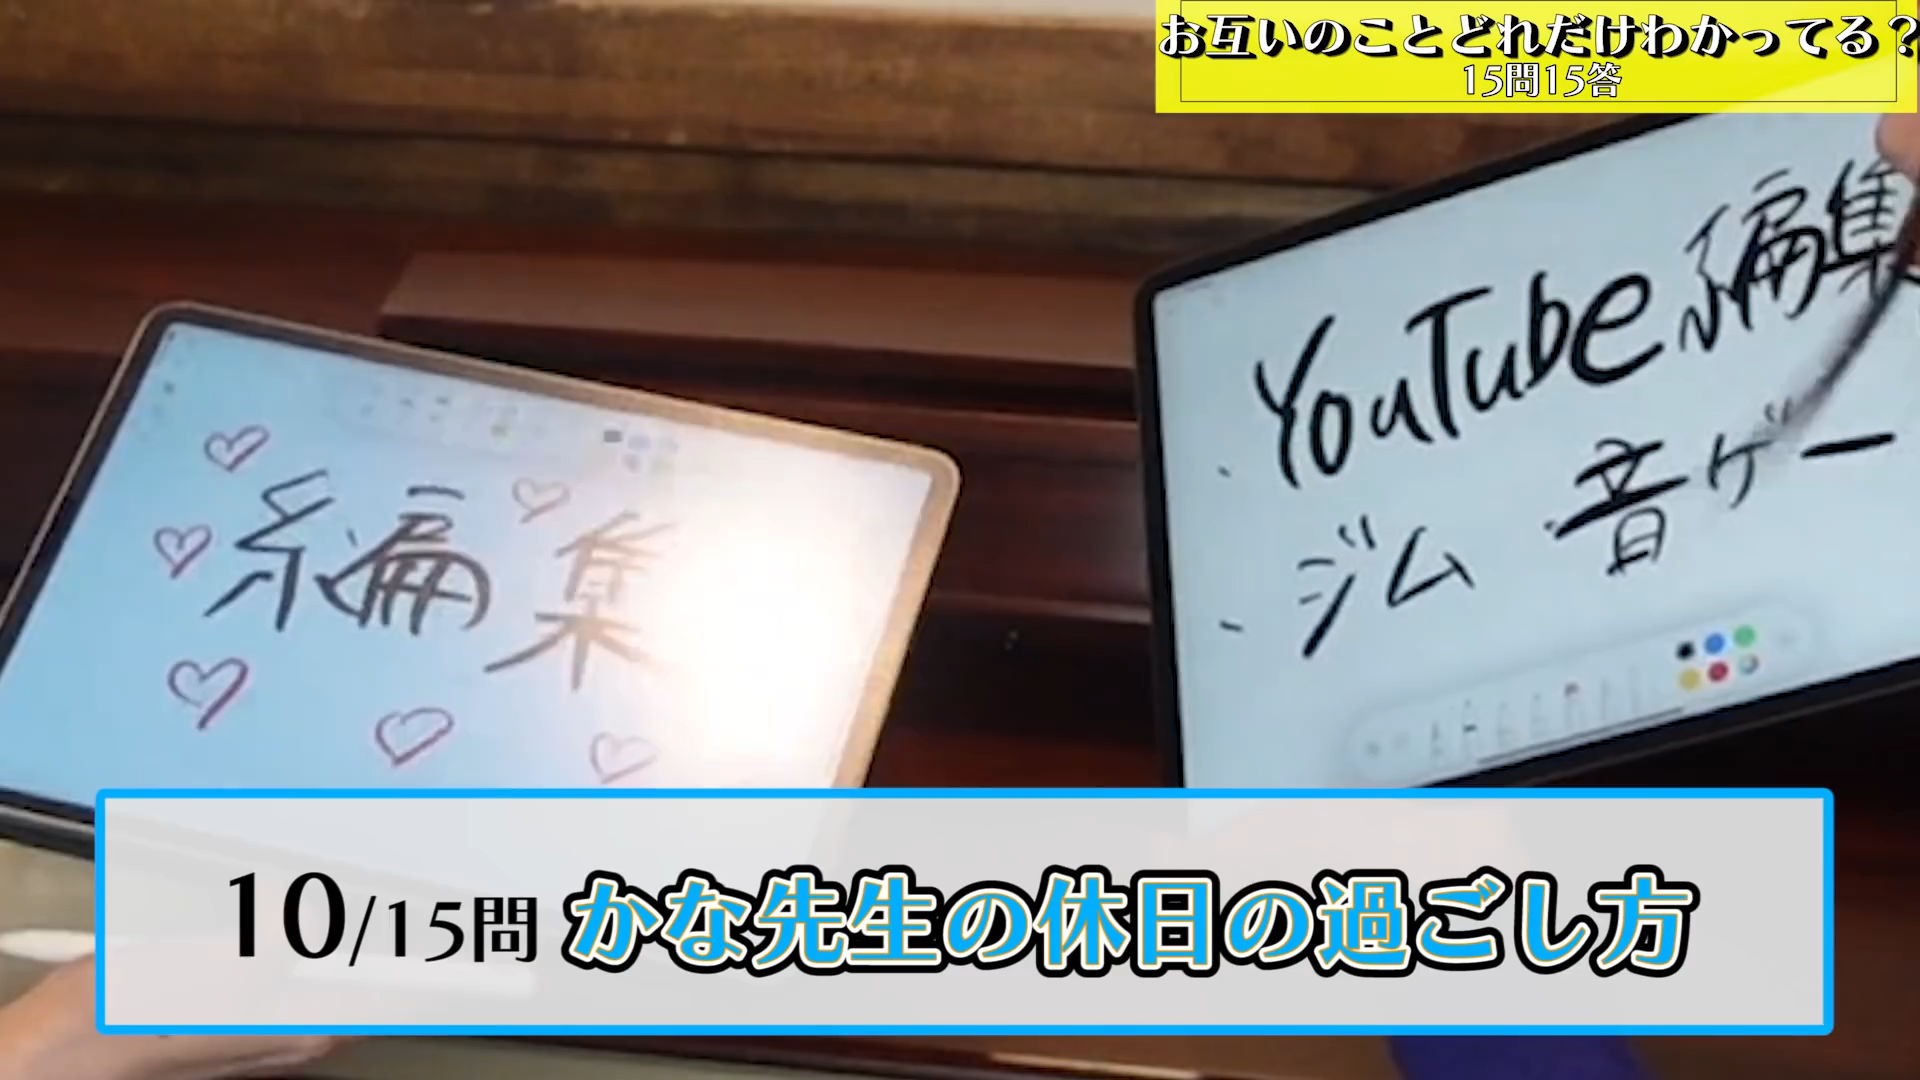 お互いのことどれだけわかってる?
15問15答
編集
YouTube編集
・ジム 音ゲー
10/15問 かな先生の休日の過ごし方